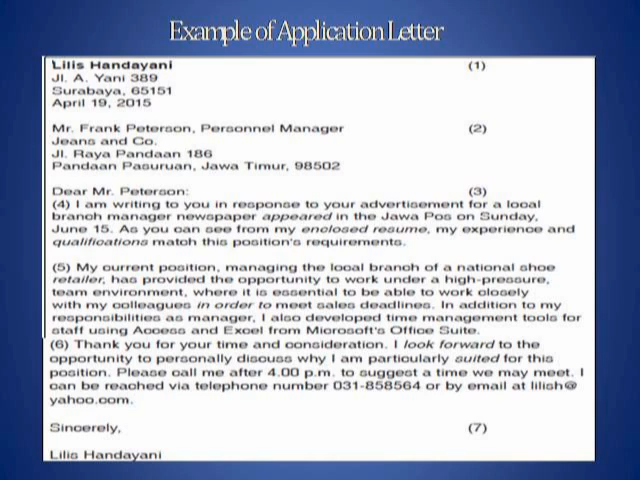 Example of Application Letter
Lilis Handayani (1)
Jl. A. Yani 389
Surabaya, 65151
April 19, 2015
Mr. Frank Peterson, Personnel Manager (2)
Jeans and Co.
Jl. Raya Pandaan 186
Pandaan Pasuruan, Jawa Timur, 98502
Dear Mr. Peterson: (3)
(4) I am writing to you in response to your advertisement for a local
branch manager newspaper appeared in the Jawa Pos on Sunday,
June 15. As you can see from my enclosed resume, my experience and
qualifications match this position's requirements.
(5) My current position, managing the local branch of a national shoe
retailer, has provided the opportunity to work under a high-pressure,
team environment, where it is essential to be able to work closely
with my colleagues in order to meet sales deadlines. In addition to my
responsibilities as manager, I also developed time management tools for
staff using Access and Excel from Microsoft's Office Suite.
(6) Thank you for your time and consideration. I look forward to the
opportunity to personally discuss why I am particularly suited for this
position. Please call me after 4.00 p.m. to suggest a time we may meet. I
can be reached via telephone number 031-858564 or by email at lilish@
yahoo.com.
Sincerely, (7)
Lilis Handayani